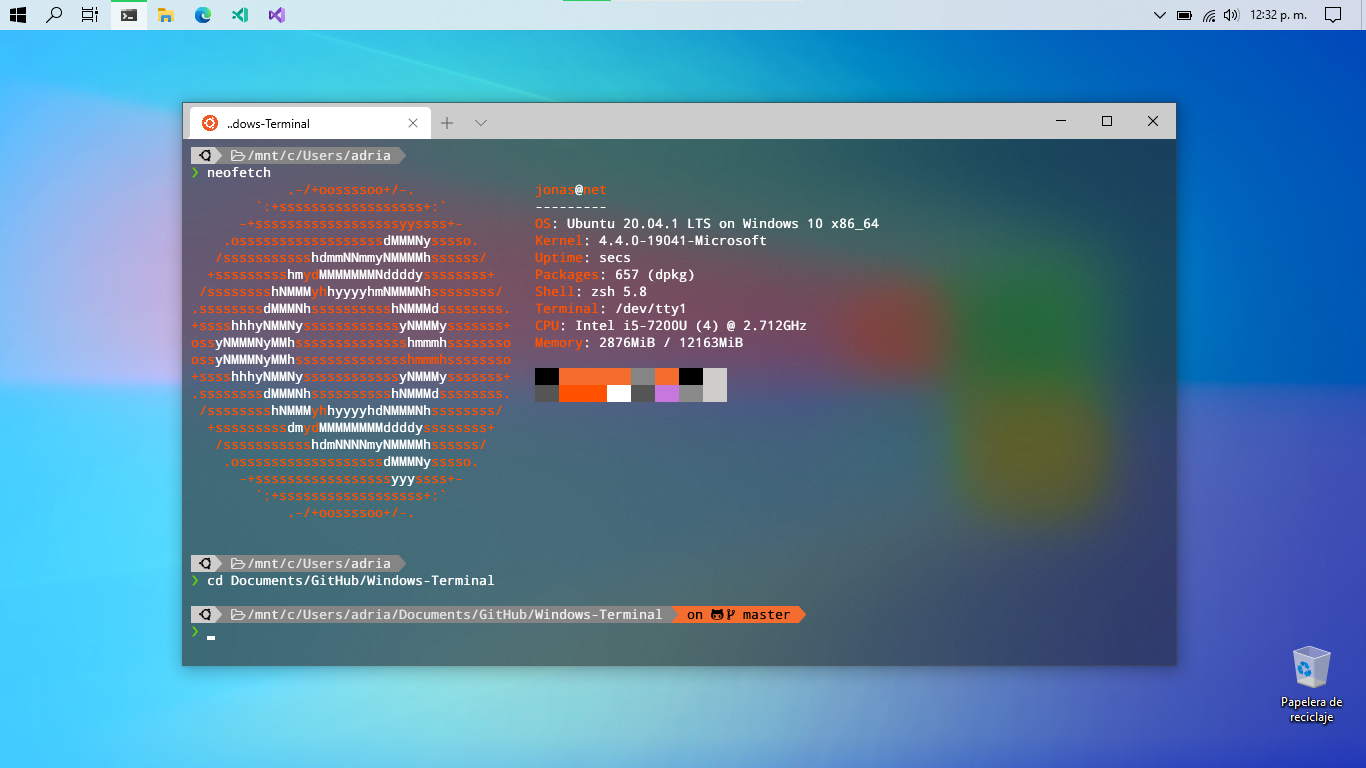 12:32 p. m.
..dows-Terminal
/mnt/c/Users/adria
❯ neofetch
.-/+oossssoo+/-.
`:+ssssssssssssssssss+:`
-+ssssssssssssssssssyyssss+-
.ossssssssssssssssssdMMMNysssso.
/ssssssssssshdmmNNmmyNMMMMhssssss/
+ssssssssshmydMMMMMMMNddddyssssssss+
/sssssssshNMMMyhhyyyyhmNMMMNhssssssss/
.ssssssssdMMMNhsssssssssshNMMMdssssssss.
+sssshhhyNMMNyssssssssssssyNMMMysssssss+
ossyNMMMNyMMhsssssssssssssshmmmhssssssso
ossyNMMMNyMMhsssssssssssssshmmmhssssssso
+sssshhhyNMMNyssssssssssssyNMMMysssssss+
.ssssssssdMMMNhsssssssssshNMMMdssssssss.
/sssssssshNMMMyhhyyyyhdNMMMNhssssssss/
+sssssssssdmydMMMMMMMMddddyssssssss+
/ssssssssssshdmNNNNmyNMMMMhssssss/
.ossssssssssssssssssdMMMNysssso.
-+sssssssssssssssssyyyssss+-
`:+ssssssssssssssssss+:`
.-/+oossssoo+/-.
jonas@net
---------
OS: Ubuntu 20.04.1 LTS on Windows 10 x86_64
Kernel: 4.4.0-19041-Microsoft
Uptime: secs
Packages: 657 (dpkg)
Shell: zsh 5.8
Terminal: /dev/tty1
CPU: Intel i5-7200U (4) @ 2.712GHz
Memory: 2876MiB / 12163MiB
/mnt/c/Users/adria
❯ cd Documents/GitHub/Windows-Terminal
/mnt/c/Users/adria/Documents/GitHub/Windows-Terminal on master
❯
Papelera de
reciclaje